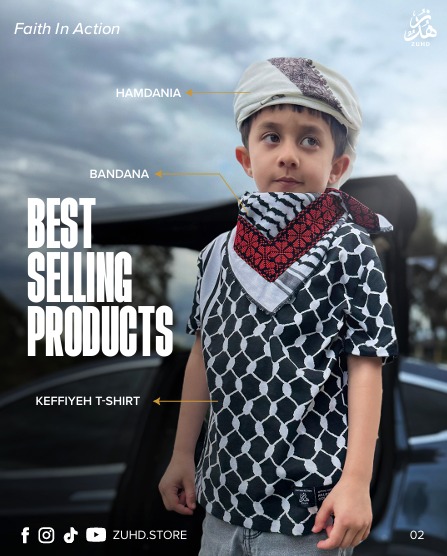 Faith In Action
زهد
ZUHD
HAMDANIA
BANDANA
BEST
SELLING
PRODUCTS
KEFFIYEH T-SHIRT
ZUHD.STORE
02